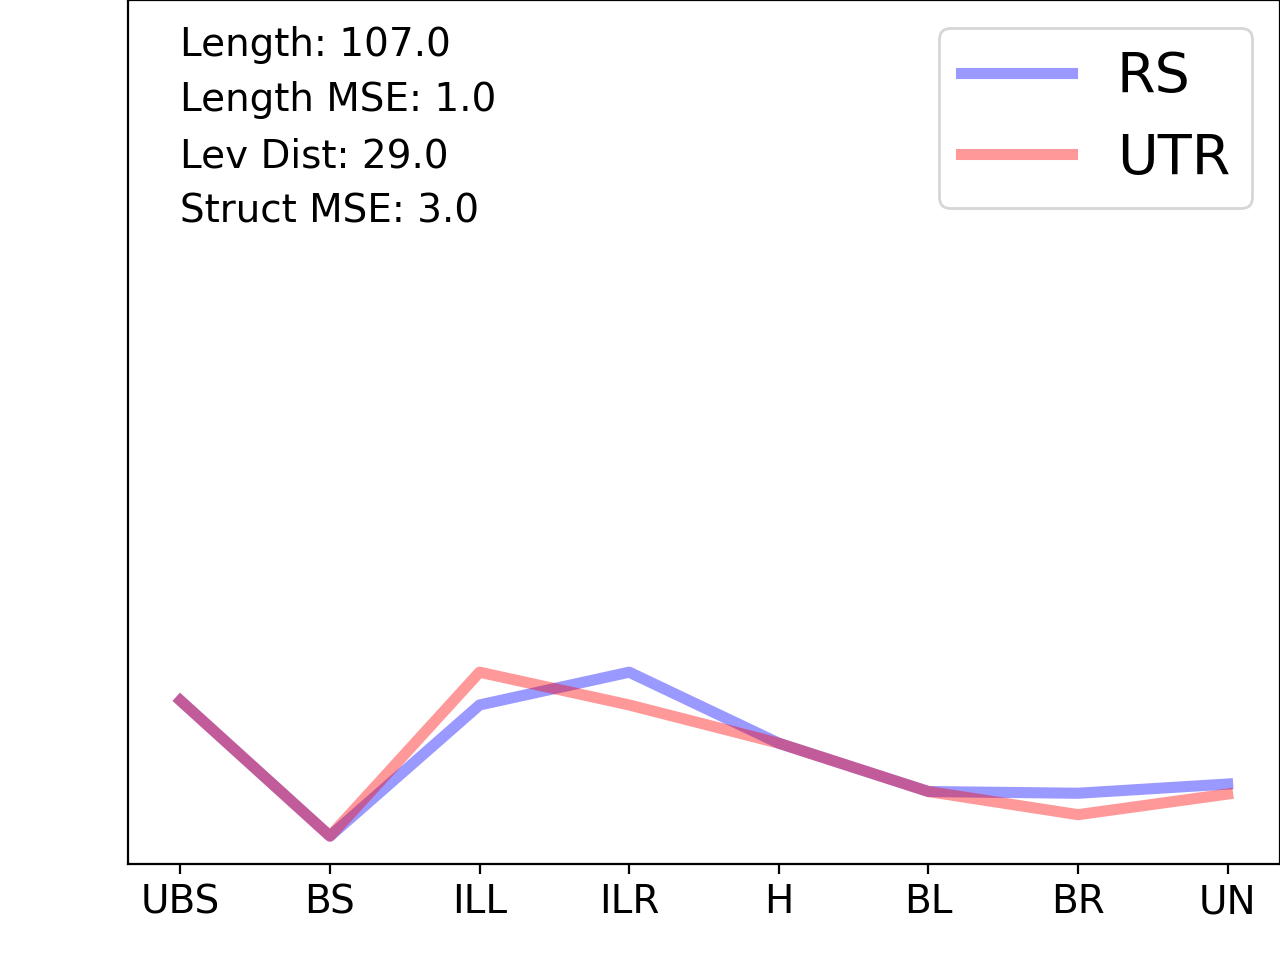 Length: 107.0
Length MSE: 1.0
Lev Dist: 29.0
Struct MSE: 3.0
RS
UTR
UBS BS ILL ILR H BL BR UN